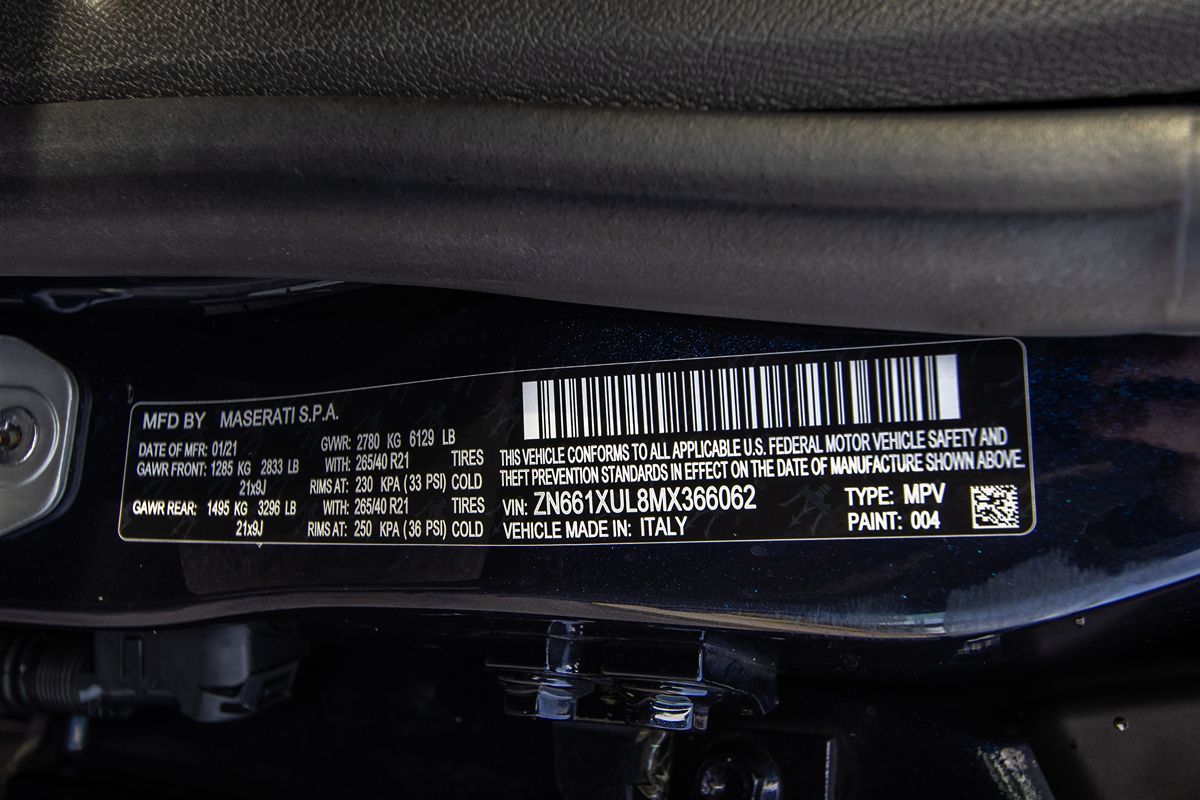 MFD BY MASERATI S.P.A.
DATE OF MFR: 01/21 GVWR: 2780 KG 6129 LB
GAWR FRONT: 1285 KG 2833 LB WITH: 265/40 R21 TIRES
21x9J RIMS AT: 230 KPA (33 PSI) COLD
GAWR REAR: 1495 KG 3296 LB WITH: 265/40 R21 TIRES
21x9J RIMS AT: 250 KPA (36 PSI) COLD
THIS VEHICLE CONFORMS TO ALL APPLICABLE U.S. FEDERAL MOTOR VEHICLE SAFETY AND
THEFT PREVENTION STANDARDS IN EFFECT ON THE DATE OF MANUFACTURE SHOWN ABOVE.
VIN: ZN661XUL8MX366062 TYPE: MPV
VEHICLE MADE IN: ITALY PAINT: 004